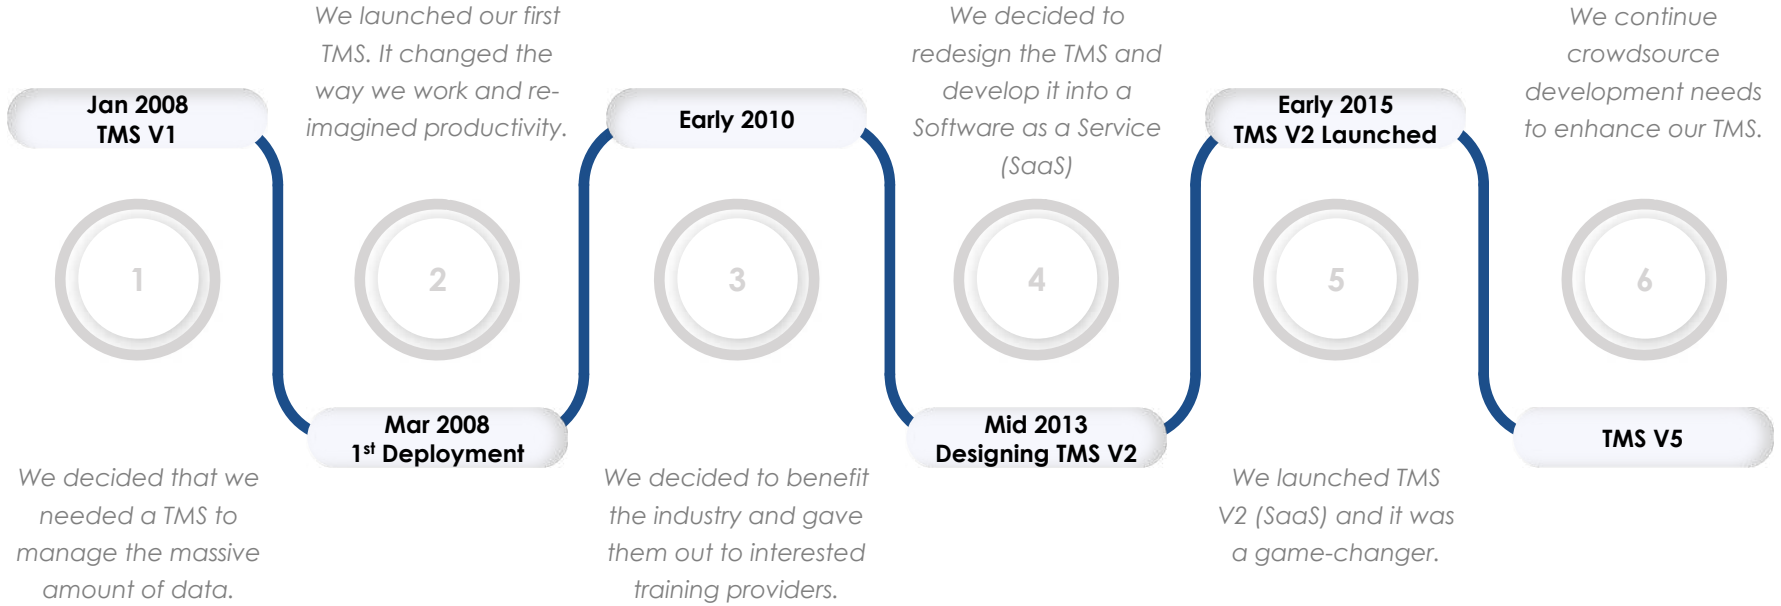 Jan 2008
TMS V1
1
We decided that we
needed a TMS to
manage the massive
amount of data.
We launched our first
TMS. It changed the
way we work and re-
imagined productivity.
2
Mar 2008
1st Deployment
Early 2010
3
We decided to benefit
the industry and gave
them out to interested
training providers.
We decided to
redesign the TMS and
develop it into a
Software as a Service
(SaaS)
4
Mid 2013
Designing TMS V2
Early 2015
TMS V2 Launched
5
We launched TMS
V2 (SaaS) and it was
a game-changer.
We continue
crowdsource
development needs
to enhance our TMS.
6
TMS V5